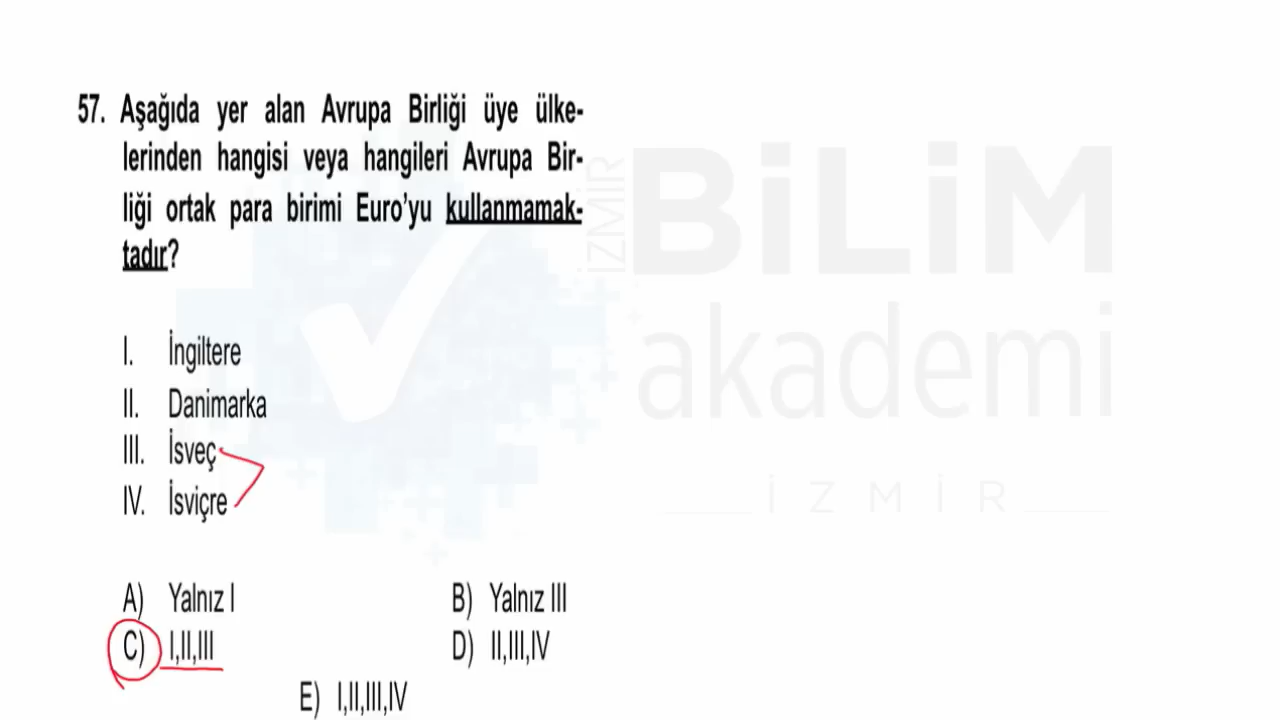 57. Aşağıda yer alan Avrupa Birliği üye ülke-
lerinden hangisi veya hangileri Avrupa Bir-
liği ortak para birimi Euro'yu kullanmamak-
tadır?
I. İngiltere
II. Danimarka
III. İsveç
IV. İsviçre
A) Yalnız I B) Yalnız III
C) I,II,III D) II,III,IV
E) I,II,III,IV
İZMİR
BİLİM
akademi
İZMİR